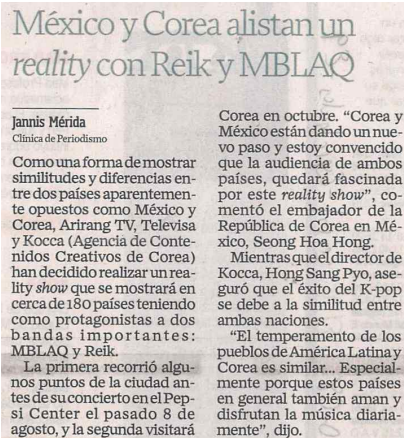 México y Corea alistan un
reality con Reik y MBLAQ
Jannis Mérida
Clínica de Periodismo
Como una forma de mostrar
similitudes y diferencias en-
tre dos países aparentemen-
te opuestos como México y
Corea, Arirang TV, Televisa
y Kocca (Agencia de Conte-
nidos Creativos de Corea)
han decidido realizar un rea-
lity show que se mostrará en
cerca de 180 países teniendo
como protagonistas a dos
bandas importantes:
MBLAQ y Reik.
La primera recorrió algu-
nos puntos de la ciudad an-
tes de su concierto en el Pep-
si Center el pasado 8 de
agosto, y la segunda visitará
Corea en octubre. “Corea y
México están dando un nue-
vo paso y estoy convencido
que la audiencia de ambos
países, quedará fascinada
por este reality show”, co-
mentó el embajador de la
República de Corea en Mé-
xico, Seong Hoa Hong.
Mientras que el director de
Kocca, Hong Sang Pyo, ase-
guró que el éxito del K-pop
se debe a la similitud entre
ambas naciones.
“El temperamento de los
pueblos de América Latina y
Corea es similar... Especial-
mente porque estos países
en general también aman y
disfrutan la música diaria-
mente”, dijo.